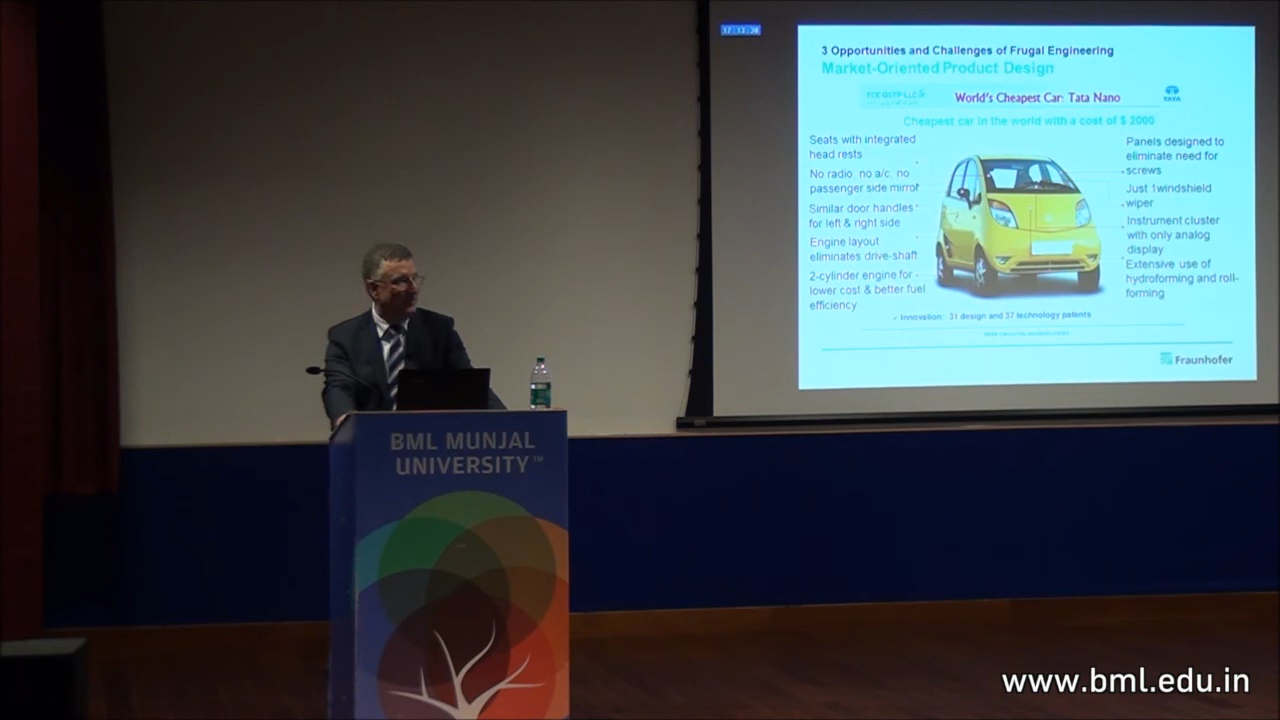 17:13:20
3 Opportunities and Challenges of Frugal Engineering
Market-Oriented Product Design
World's Cheapest Car: Tata Nano
TATA
Cheapest car in the world with a cost of $ 2000
Seats with integrated
head rests
No radio, no a/c, no
passenger side mirror
Similar door handles
for left & right side
Engine layout
eliminates drive-shaft
2-cylinder engine for
lower cost & better fuel
efficiency
Panels designed to
eliminate need for
screws
Just 1windshield
wiper
Instrument cluster
with only analog
display
Extensive use of
hydroforming and roll-
forming
✓ Innovation: 31 design and 37 technology patents
Fraunhofer
BML MUNJAL
UNIVERSITY™
www.bml.edu.in